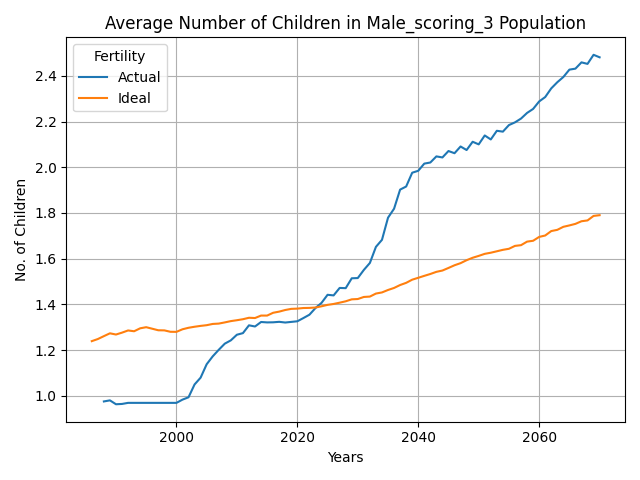 Average Number of Children in Male_scoring_3 Population
Fertility
Actual
Ideal
No. of Children
2.4
2.2
2.0
1.8
1.6
1.4
1.2
1.0
2000 2020 2040 2060
Years